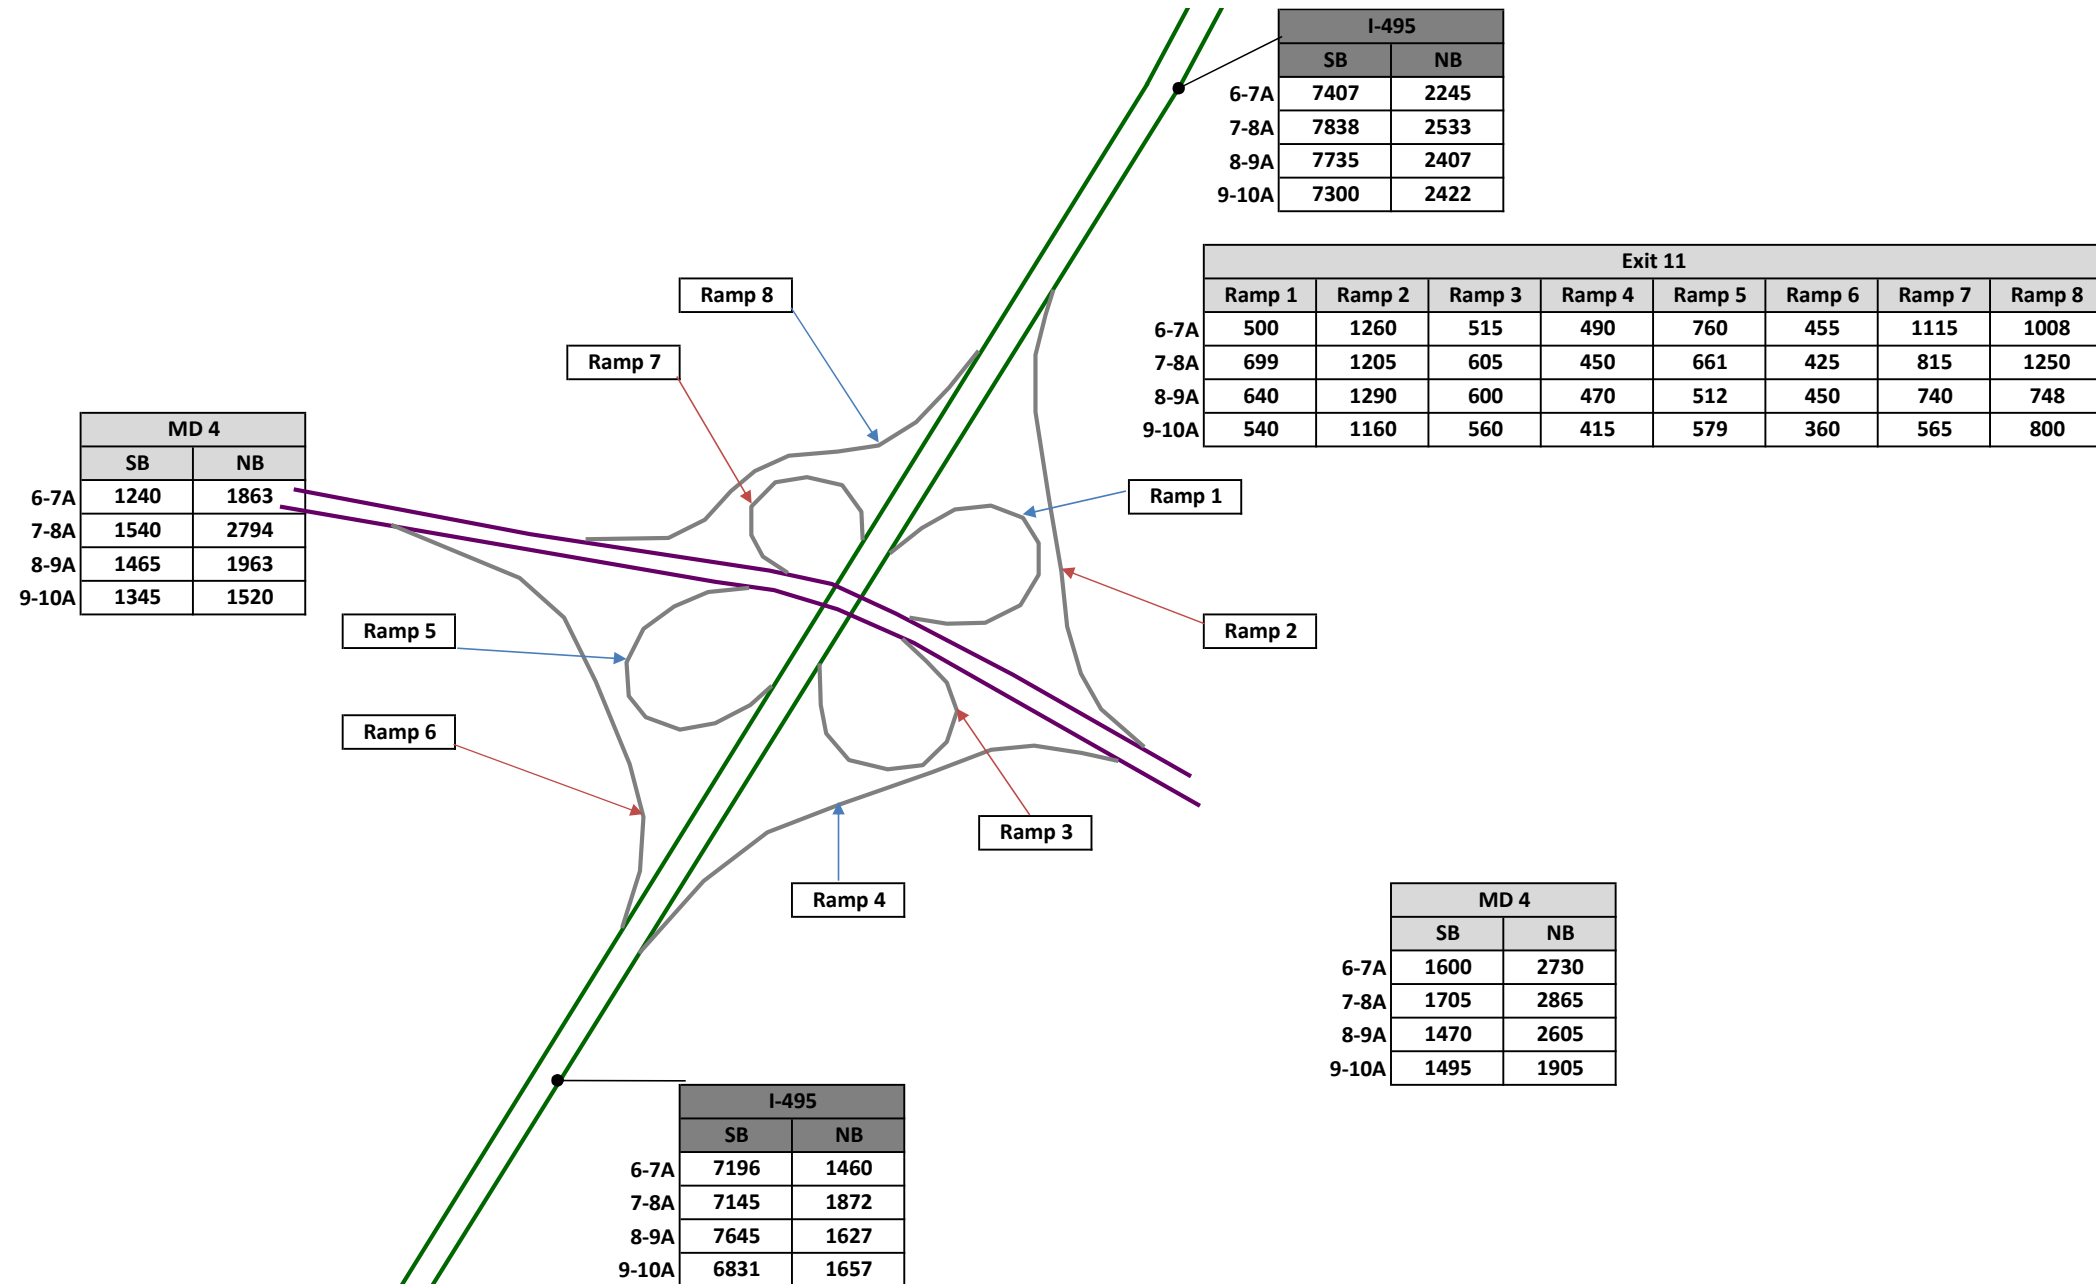 I-495
SB NB
6-7A 7407 2245
7-8A 7838 2533
8-9A 7735 2407
9-10A 7300 2422
Exit 11
Ramp 1 Ramp 2 Ramp 3 Ramp 4 Ramp 5 Ramp 6 Ramp 7 Ramp 8
6-7A 500 1260 515 490 760 455 1115 1008
7-8A 699 1205 605 450 661 425 815 1250
8-9A 640 1290 600 470 512 450 740 748
9-10A 540 1160 560 415 579 360 565 800
Ramp 8
Ramp 7
MD 4
SB NB
6-7A 1240 1863
7-8A 1540 2794
8-9A 1465 1963
9-10A 1345 1520
Ramp 1
Ramp 5
Ramp 2
Ramp 6
Ramp 3
Ramp 4
MD 4
SB NB
6-7A 1600 2730
7-8A 1705 2865
8-9A 1470 2605
9-10A 1495 1905
I-495
SB NB
6-7A 7196 1460
7-8A 7145 1872
8-9A 7645 1627
9-10A 6831 1657